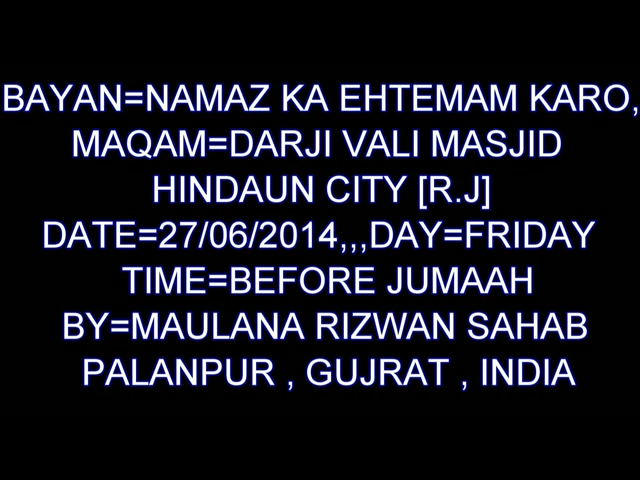 BAYAN=NAMAZ KA EHTEMAM KARO,
MAQAM=DARJI VALI MASJID
HINDAUN CITY [R.J]
DATE=27/06/2014,,,DAY=FRIDAY
TIME=BEFORE JUMAAH
BY=MAULANA RIZWAN SAHAB
PALANPUR , GUJRAT , INDIA